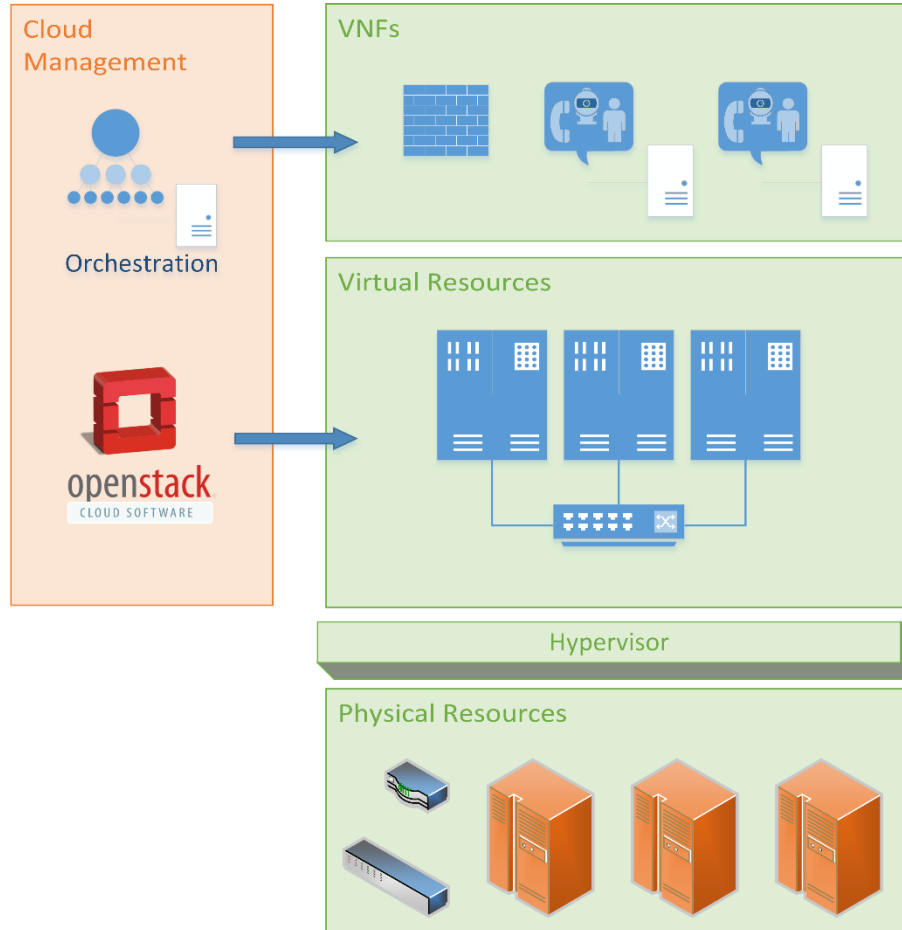 Cloud
Management
Orchestration
openstack
CLOUD SOFTWARE
VNFs
Virtual Resources
Hypervisor
Physical Resources